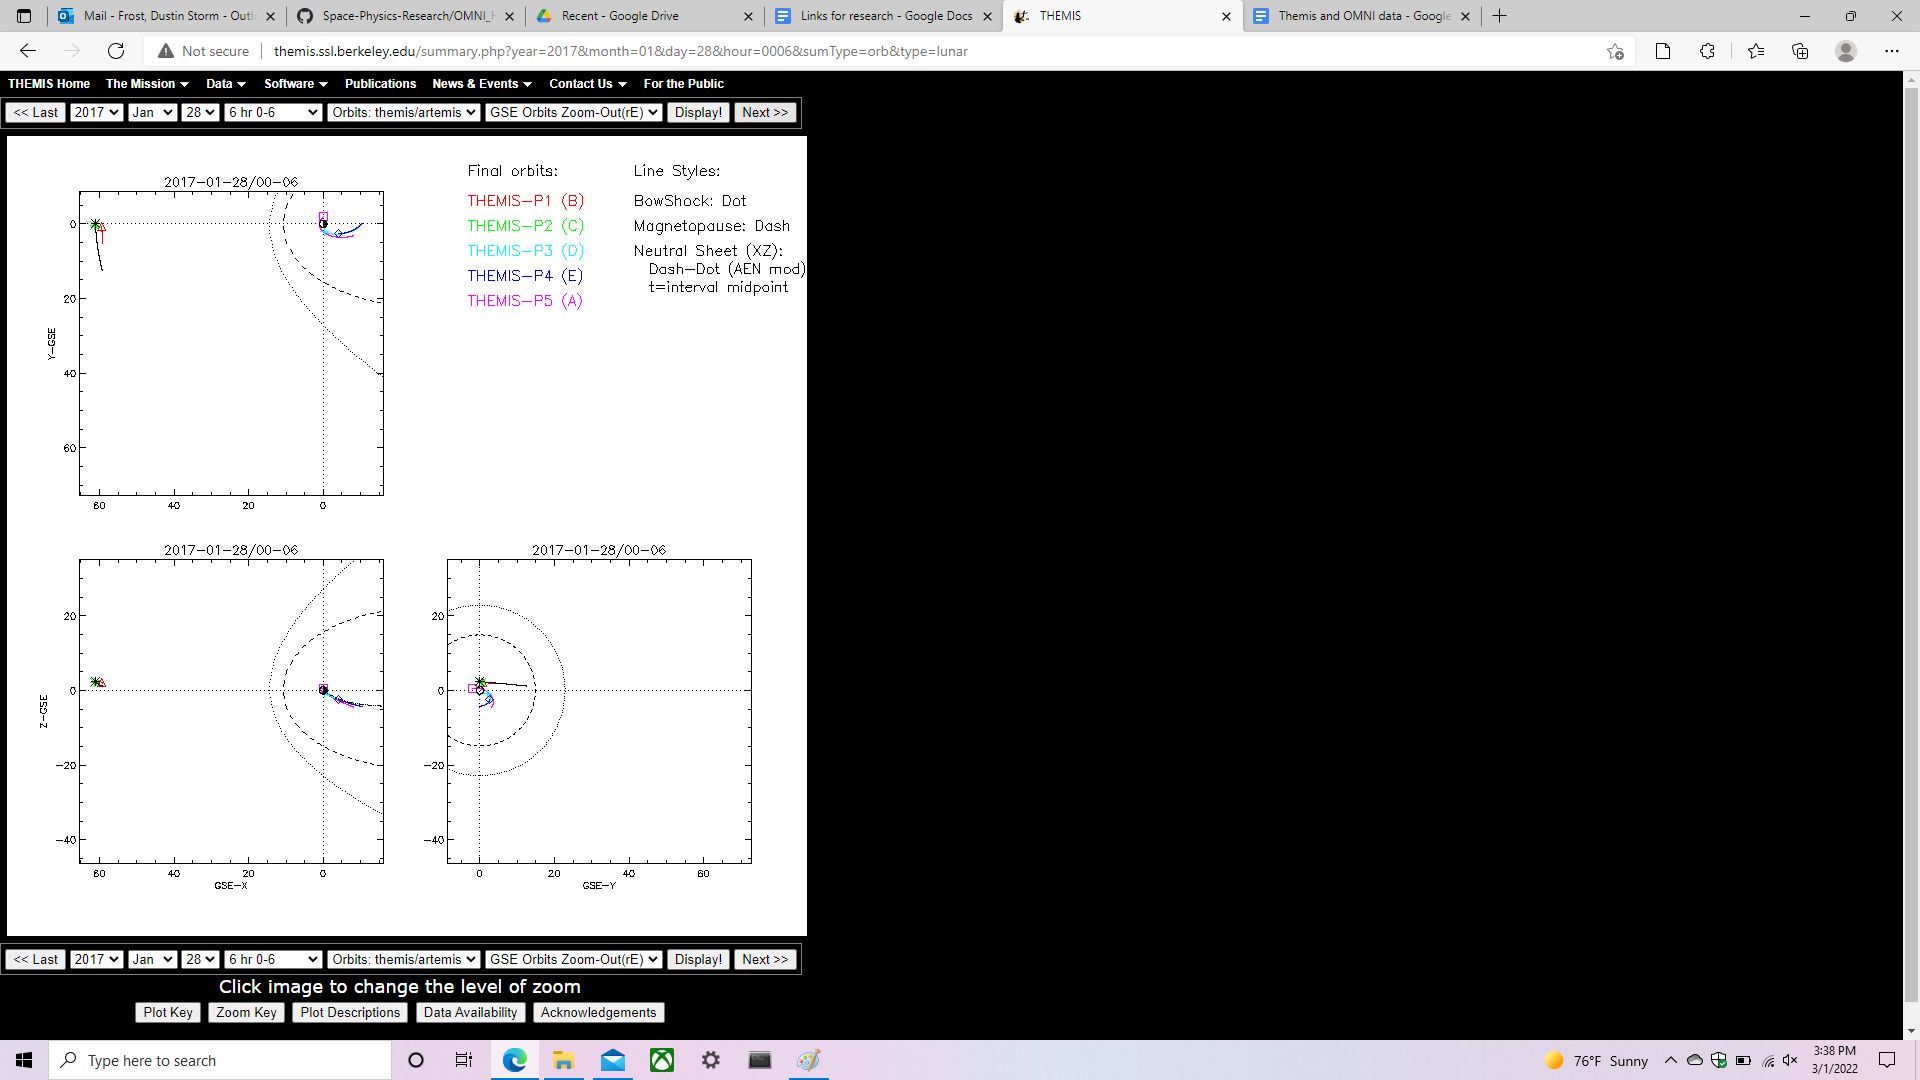 Mail - Frost, Dustin Storm - Outl
Space-Physics-Research/OMNI_H
Recent - Google Drive
Links for research - Google Docs
THEMIS
Themis and OMNI data - Google
Not secure
themis.ssl.berkeley.edu/summary.php?year=2017&month=01&day=28&hour=0006&sumType=orb&type=lunar
THEMIS Home The Mission Data Software Publications News & Events Contact Us For the Public
<< Last 2017 Jan 28 6 hr 0-6 Orbits: themis/artemis GSE Orbits Zoom-Out(rE) Display! Next >>
2017-01-28/00-06
0
20
40
60
Y-GSE
60 40 20 0
Final orbits:
THEMIS-P1 (B)
THEMIS-P2 (C)
THEMIS-P3 (D)
THEMIS-P4 (E)
THEMIS-P5 (A)
Line Styles:
BowShock: Dot
Magnetopause: Dash
Neutral Sheet (XZ):
Dash-Dot (AEN mod)
t=interval midpoint
2017-01-28/00-06
20
0
-20
-40
Z-GSE
60 40 20 0
GSE-X
2017-01-28/00-06
20
0
-20
-40
0 20 40 60
GSE-Y
<< Last 2017 Jan 28 6 hr 0-6 Orbits: themis/artemis GSE Orbits Zoom-Out(rE) Display! Next >>
Click image to change the level of zoom
Plot Key Zoom Key Plot Descriptions Data Availability Acknowledgements
Type here to search
76°F Sunny
3:38 PM
3/1/2022